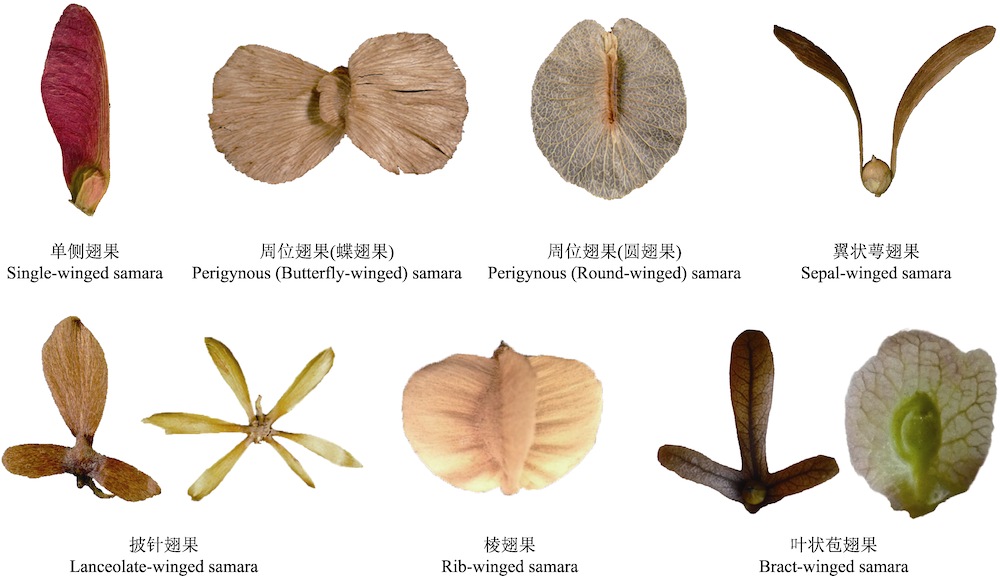 单侧翅果
Single-winged samara
周位翅果(蝶翅果)
Perigynous (Butterfly-winged) samara
周位翅果(圆翅果)
Perigynous (Round-winged) samara
翼状萼翅果
Sepal-winged samara
披针翅果
Lanceolate-winged samara
棱翅果
Rib-winged samara
叶状苞翅果
Bract-winged samara